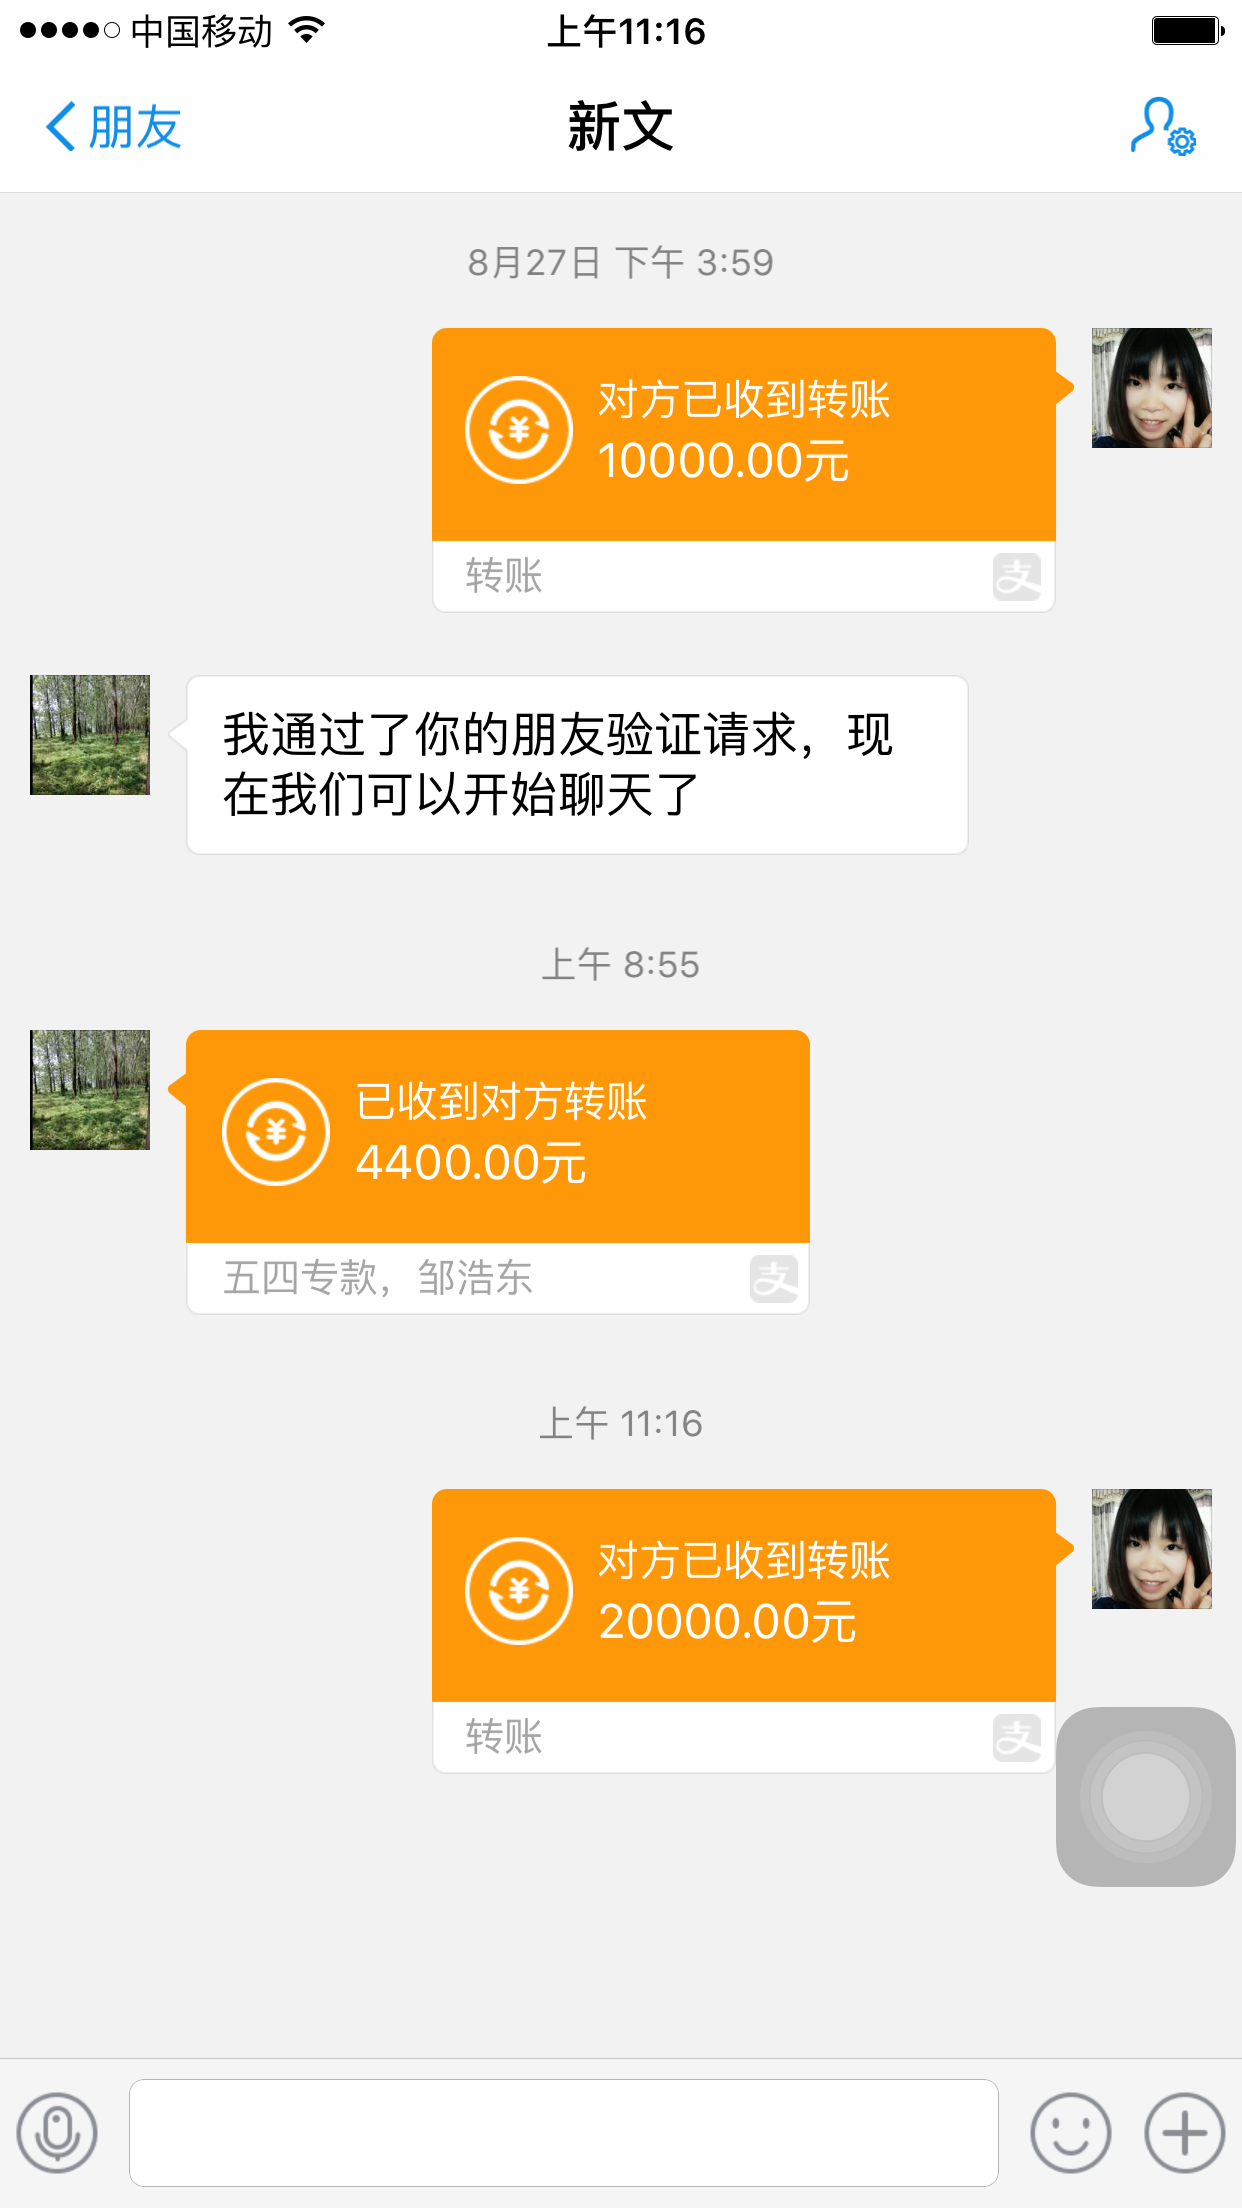 中国移动
上午11:16
朋友
新文
8月27日 下午 3:59
对方已收到转账
10000.00元
转账
支
我通过了你的朋友验证请求，现
在我们可以开始聊天了
上午 8:55
已收到对方转账
4400.00元
五四专款，邹浩东
支
上午 11:16
对方已收到转账
20000.00元
转账
支